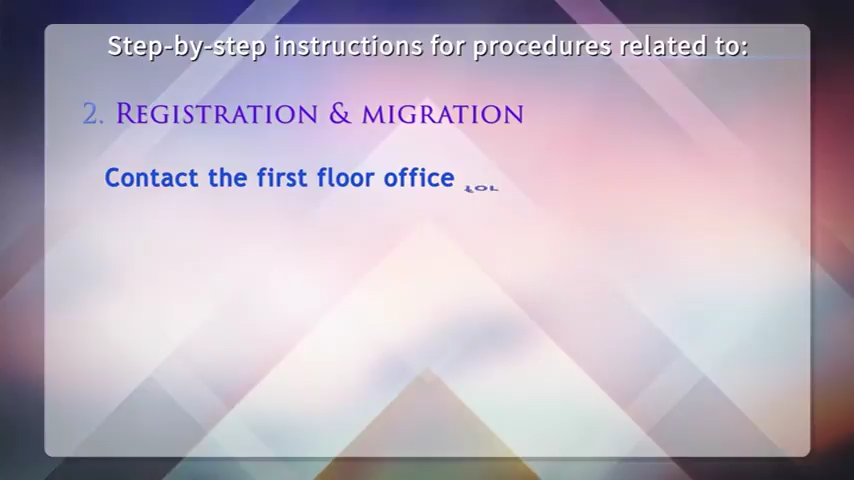 Step-by-step instructions for procedures related to:
2. REGISTRATION & MIGRATION
Contact the first floor office